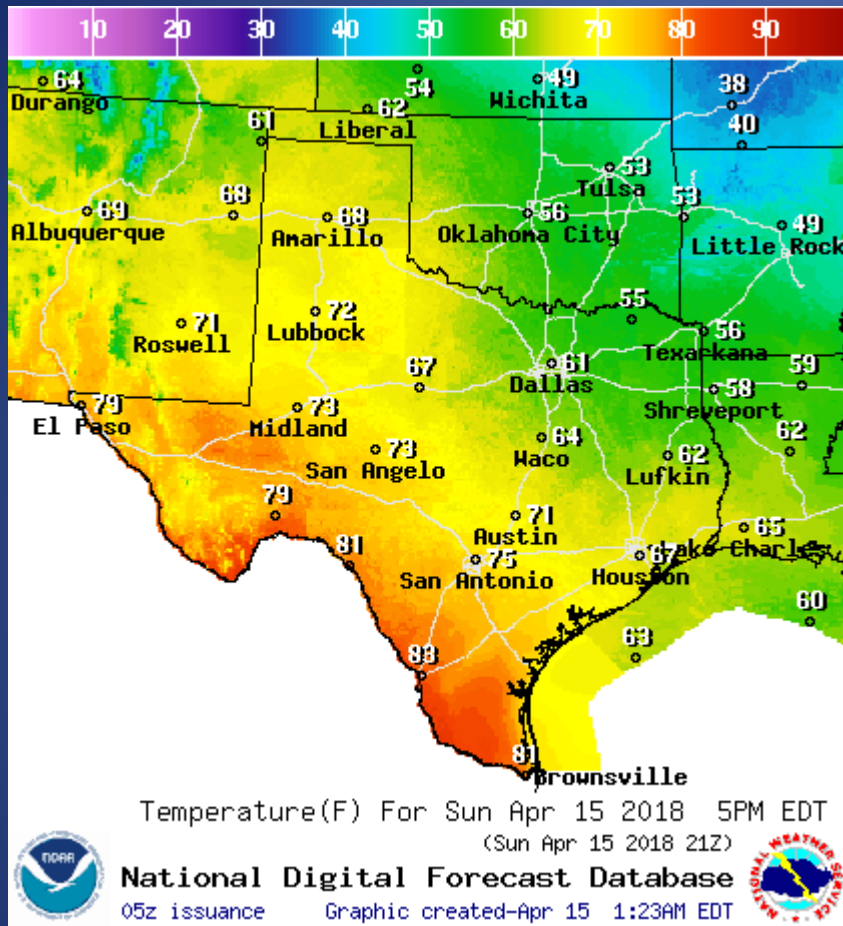 10 20 30 40 50 60 70 80 90
64 54 49
Durango Wichita 38
62
Liberal
61 40
53
Tulsa
69 68 68 56 53 49
Albuquerque Amarillo Oklahoma City Little Rock
71 72 55 56
Roswell Lubbock Texarkana
67 61 59
Dallas
79 73 58
El Paso Midland Shreveport
73 64 62 62
San Angelo Waco Lufkin
79 71 65
Austin
81 75 67 Lake Charles
San Antonio Houston
60
63
83
81
Brownsville
Temperature(F) For Sun Apr 15 2018 5PM EDT
(Sun Apr 15 2018 21Z)
noaa
National Digital Forecast Database
05z issuance Graphic created-Apr 15 1:23AM EDT
NATIONAL WEATHER SERVICE